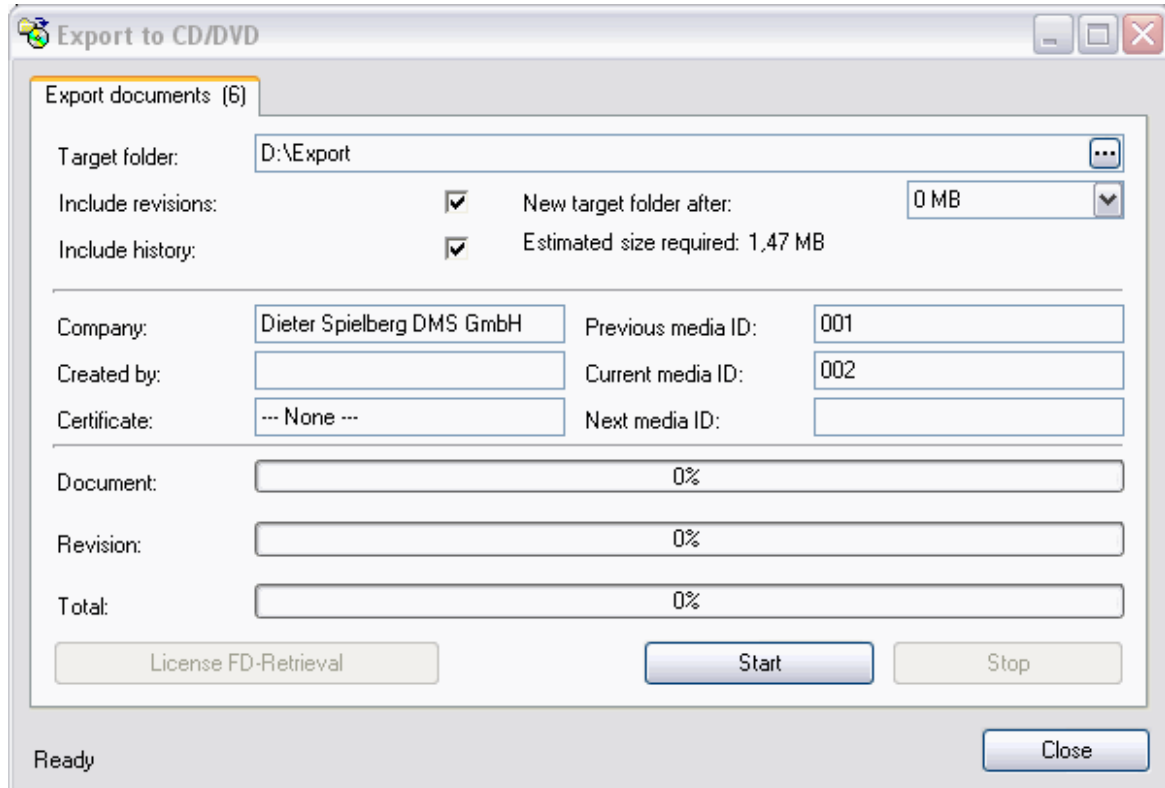 Export to CD/DVD
Export documents (6)
Target folder: D:\Export ...
Include revisions: New target folder after: 0 MB
Include history: Estimated size required: 1,47 MB
Company: Dieter Spielberg DMS GmbH Previous media ID: 001
Created by: Current media ID: 002
Certificate: --- None --- Next media ID:
Document: 0%
Revision: 0%
Total: 0%
License FD-Retrieval Start Stop
Ready Close